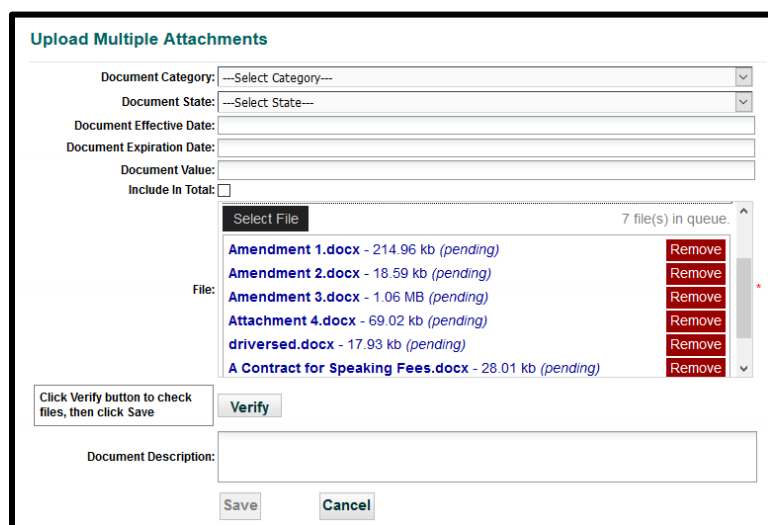 Upload Multiple Attachments
Document Category: ---Select Category---
Document State: ---Select State---
Document Effective Date:
Document Expiration Date:
Document Value:
Include In Total:
Select File 7 file(s) in queue.
Amendment 1.docx - 214.96 kb (pending) Remove
Amendment 2.docx - 18.59 kb (pending) Remove
File: Amendment 3.docx - 1.06 MB (pending) Remove *
Attachment 4.docx - 69.02 kb (pending) Remove
driversed.docx - 17.93 kb (pending) Remove
A Contract for Speaking Fees.docx - 28.01 kb (pending) Remove
Click Verify button to check
files, then click Save
Verify
Document Description:
Save Cancel